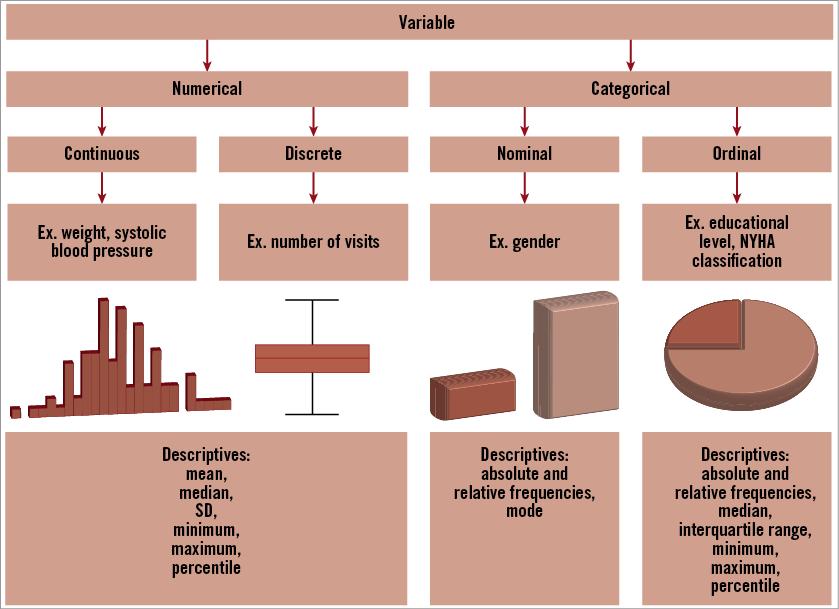 Variable
Numerical
Categorical
Continuous
Discrete
Nominal
Ordinal
Ex. weight, systolic
blood pressure
Ex. number of visits
Ex. gender
Ex. educational
level, NYHA
classification
Descriptives:
mean,
median,
SD,
minimum,
maximum,
percentile
Descriptives:
absolute and
relative frequencies,
mode
Descriptives:
absolute and
relative frequencies,
median,
interquartile range,
minimum,
maximum,
percentile